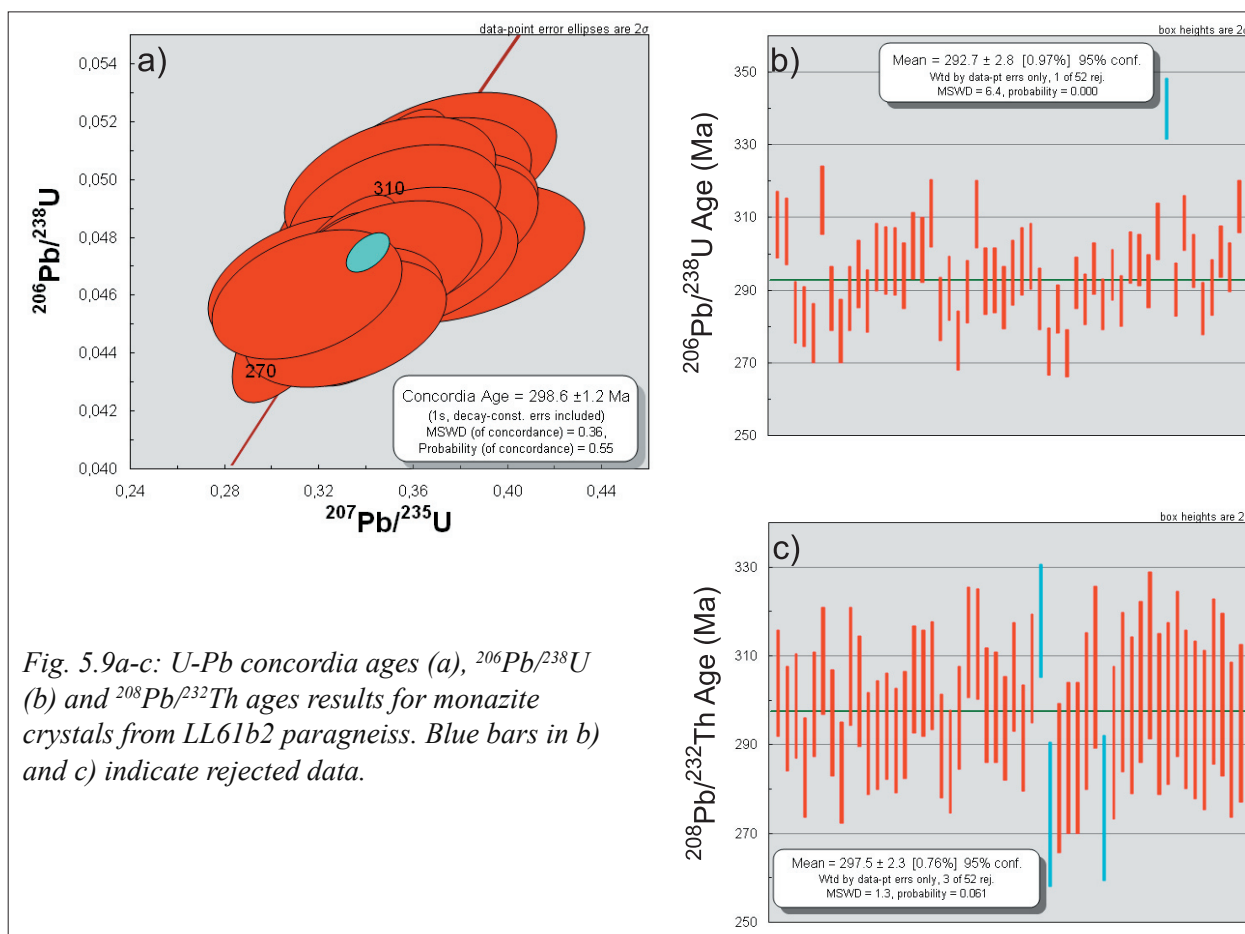 data-point error ellipses are 2σ
a)
0,054
0,052
0,050
0,048
0,046
0,044
0,042
0,040
310
270
Concordia Age = 298.6 ±1.2 Ma
(1s, decay-const. errs included)
MSWD (of concordance) = 0.36,
Probability (of concordance) = 0.55
0,24
0,28
0,32
0,36
0,40
0,44
²⁰⁷Pb/²³⁵U
²⁰⁶Pb/²³⁸U
box heights are 2σ
b)
Mean = 292.7 ± 2.8 [0.97%] 95% conf.
Wtd by data-pt errs only, 1 of 52 rej.
MSWD = 6.4, probability = 0.000
350
330
310
290
270
250
²⁰⁶Pb/²³⁸U Age (Ma)
box heights are 2
c)
330
310
290
270
250
²⁰⁸Pb/²³²Th Age (Ma)
Mean = 297.5 ± 2.3 [0.76%] 95% conf.
Wtd by data-pt errs only, 3 of 52 rej.
MSWD = 1.3, probability = 0.061
Fig. 5.9a-c: U-Pb concordia ages (a), ²⁰⁶Pb/²³⁸U
(b) and ²⁰⁸Pb/²³²Th ages results for monazite
crystals from LL61b2 paragneiss. Blue bars in b)
and c) indicate rejected data.